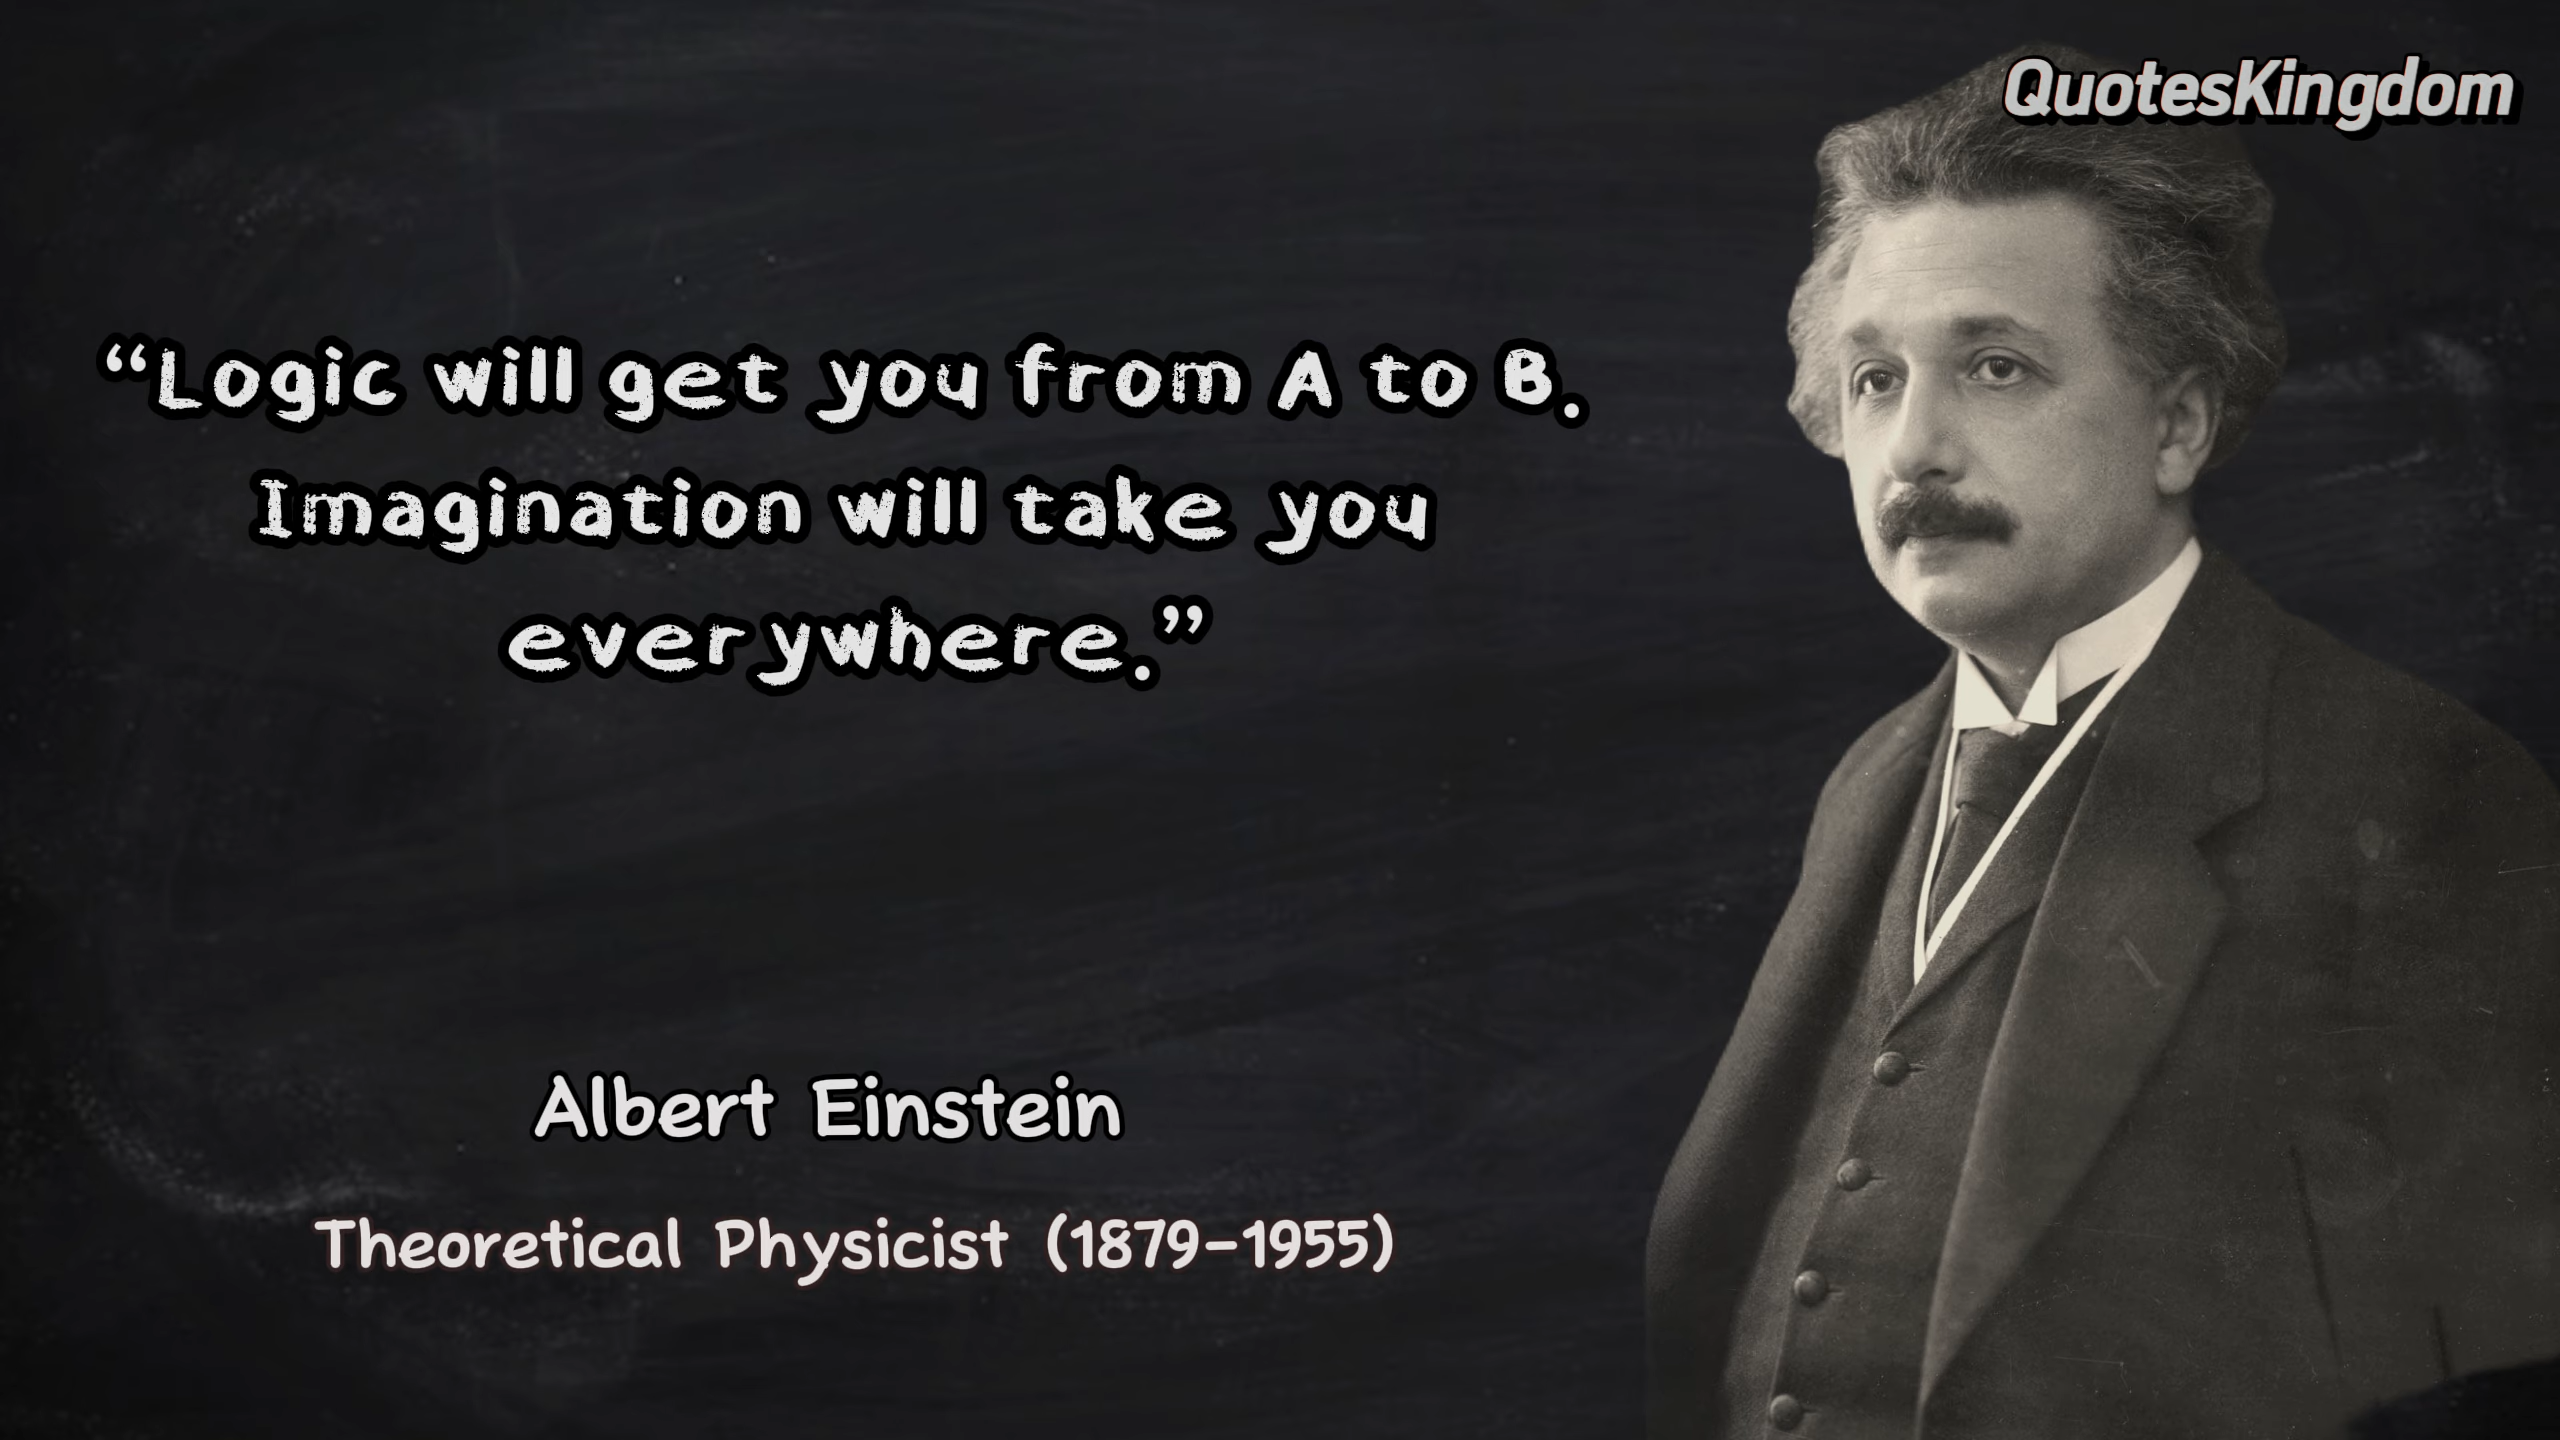 QuotesKingdom
“Logic will get you from A to B.
Imagination will take you
everywhere.”
Albert Einstein
Theoretical Physicist (1879-1955)